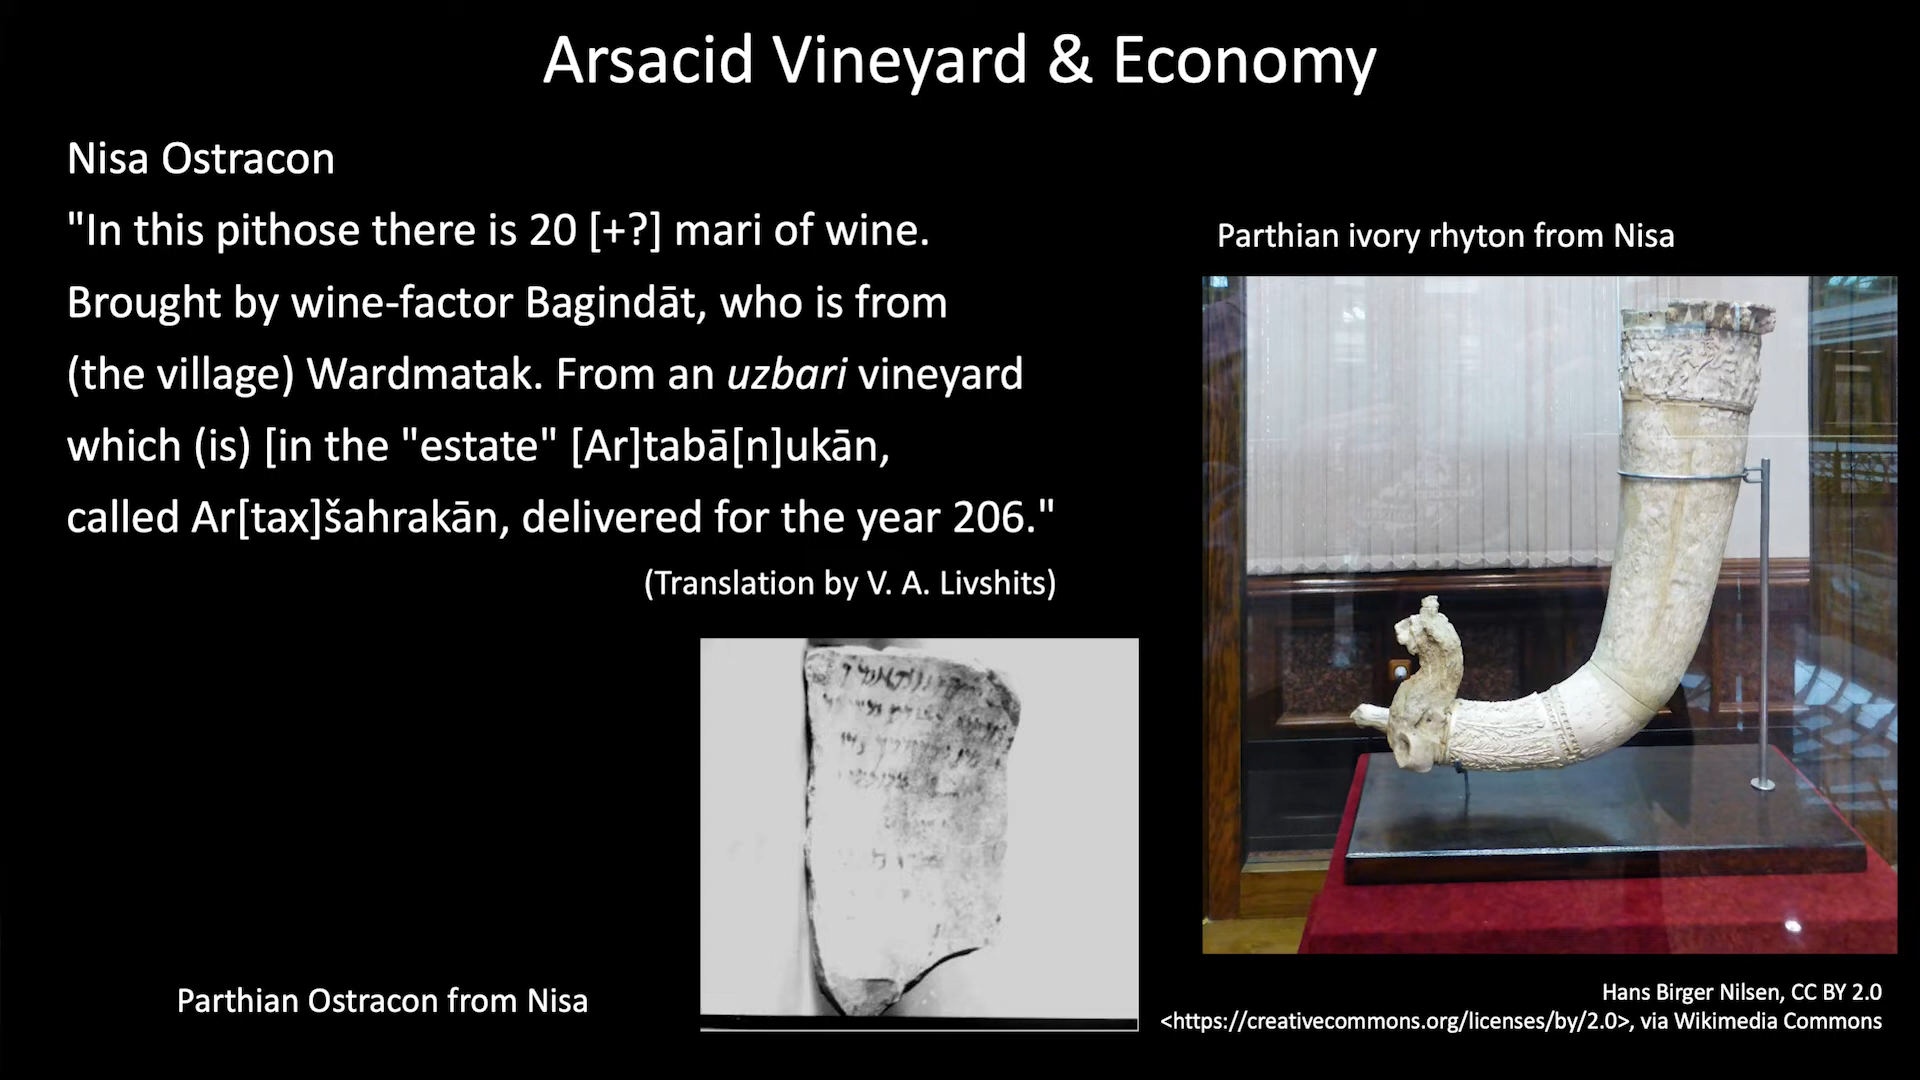 Arsacid Vineyard & Economy
Nisa Ostracon
"In this pithose there is 20 [+?] mari of wine.
Brought by wine-factor Bagindāt, who is from
(the village) Wardmatak. From an uzbari vineyard
which (is) [in the "estate" [Ar]tabā[n]ukān,
called Ar[tax]šahrakān, delivered for the year 206."
(Translation by V. A. Livshits)
Parthian Ostracon from Nisa
Parthian ivory rhyton from Nisa
Hans Birger Nilsen, CC BY 2.0
<https://creativecommons.org/licenses/by/2.0>, via Wikimedia Commons